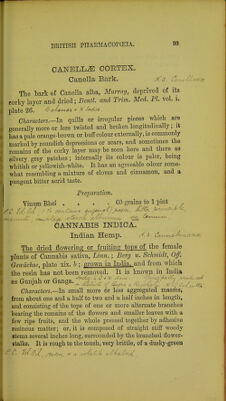 BRITISH PHARMACOPŒIA. 93
CANELLÆ CORTEX.
Canella Bark.
The bark of Canella alba, Murray, deprived of its
corky layer and dried; Bentl. and Trim. Med. Pl. vol. i.
plate 26.
Characters.—In quills or irregular pieces which are
generally more or less twisted and broken longitudinally; it
has a pale orange-brown or buff colour externally, is commonly
marked by roundish depressions or scars, and sometimes the
remains of the corky layer may be seen here and there as
silvery grey patches; internally its colour is paler, being
whitish or yellowish-white. It has an agreeable odour some-
what resembling a mixture of cloves and cinnamon, and a
pungent bitter acrid taste.
Preparation.
Vinum Rhei . . . . 60 grains to 1 pint
CANNABIS INDICA.
Indian Hemp.
The dried flowering or fruiting tops of the female
plants of Cannabis sativa, Linn.; Berg u. Schmidt, Off.
Gewächse, plate xix. b; grown in India, and from which
the resin has not been removed. It is known in India
as Gunjah or Ganga.
Characters.—In small more or less aggregated masses,
from about one and a half to two and a half inches in length,
and consisting of the tops of one or more alternate branches
bearing the remains of the flowers and smaller leaves with a
few ripe fruits, and the whole pressed together by adhesive
resinous matter; or, it is composed of straight stiff woody
stems several inches long, surrounded by the branched flower-
stalks. It is rough to the touch, very brittle, of a dusky-green